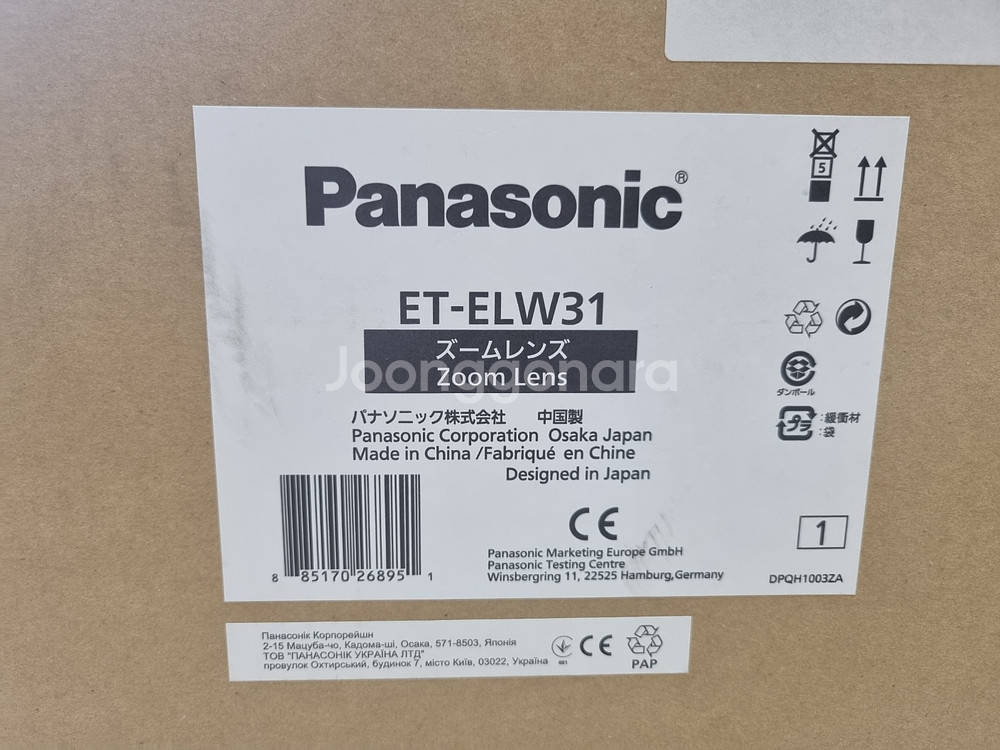 Panasonic®
ET-ELW31
ズームレンズ
Zoom Lens
Joonggonara
パナソニック株式会社 中国製
Panasonic Corporation Osaka Japan
Made in China /Fabriqué en Chine
Designed in Japan
8 85170 26895 1
CE
Panasonic Marketing Europe GmbH
Panasonic Testing Centre
Winsbergring 11, 22525 Hamburg,Germany
5
ダンボール
プラ :緩衝材
:袋
1
DPQH1003ZA
Панасонік Корпорейшн
2-15 Мацуба-чо, Кадома-ші, Осака, 571-8503, Японія
ТОВ "ПАНАСОНІК УКРАЇНА ЛТД"
провулок Охтирський, будинок 7, місто Київ, 03022, Україна
CE
PAP